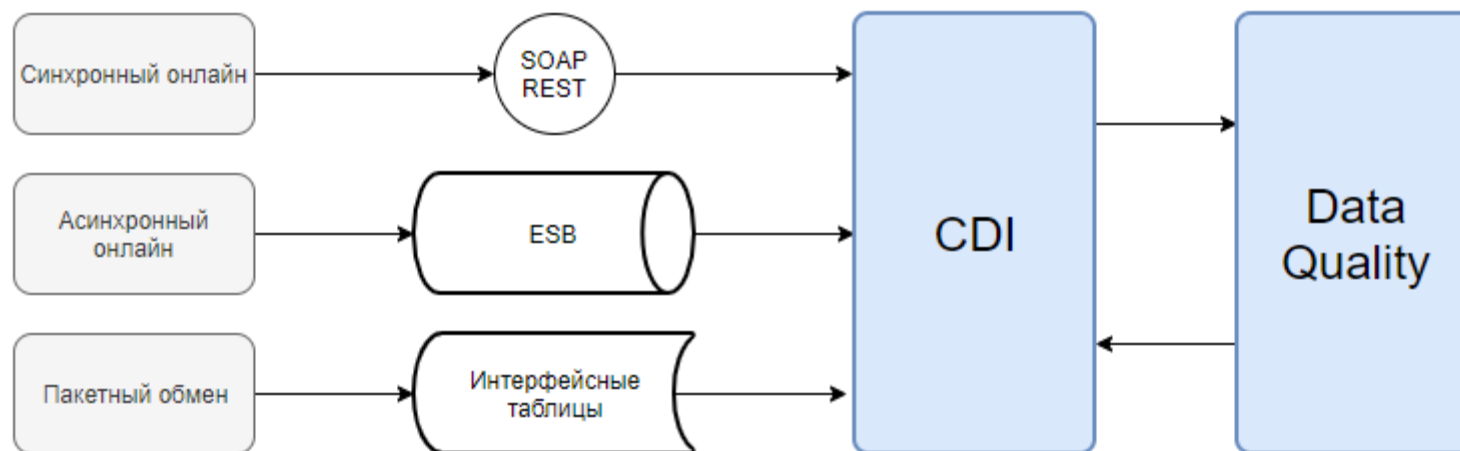 Синхронный онлайн
SOAP
REST
Асинхронный
онлайн
ESB
Пакетный обмен
Интерфейсные
таблицы
CDI
Data
Quality